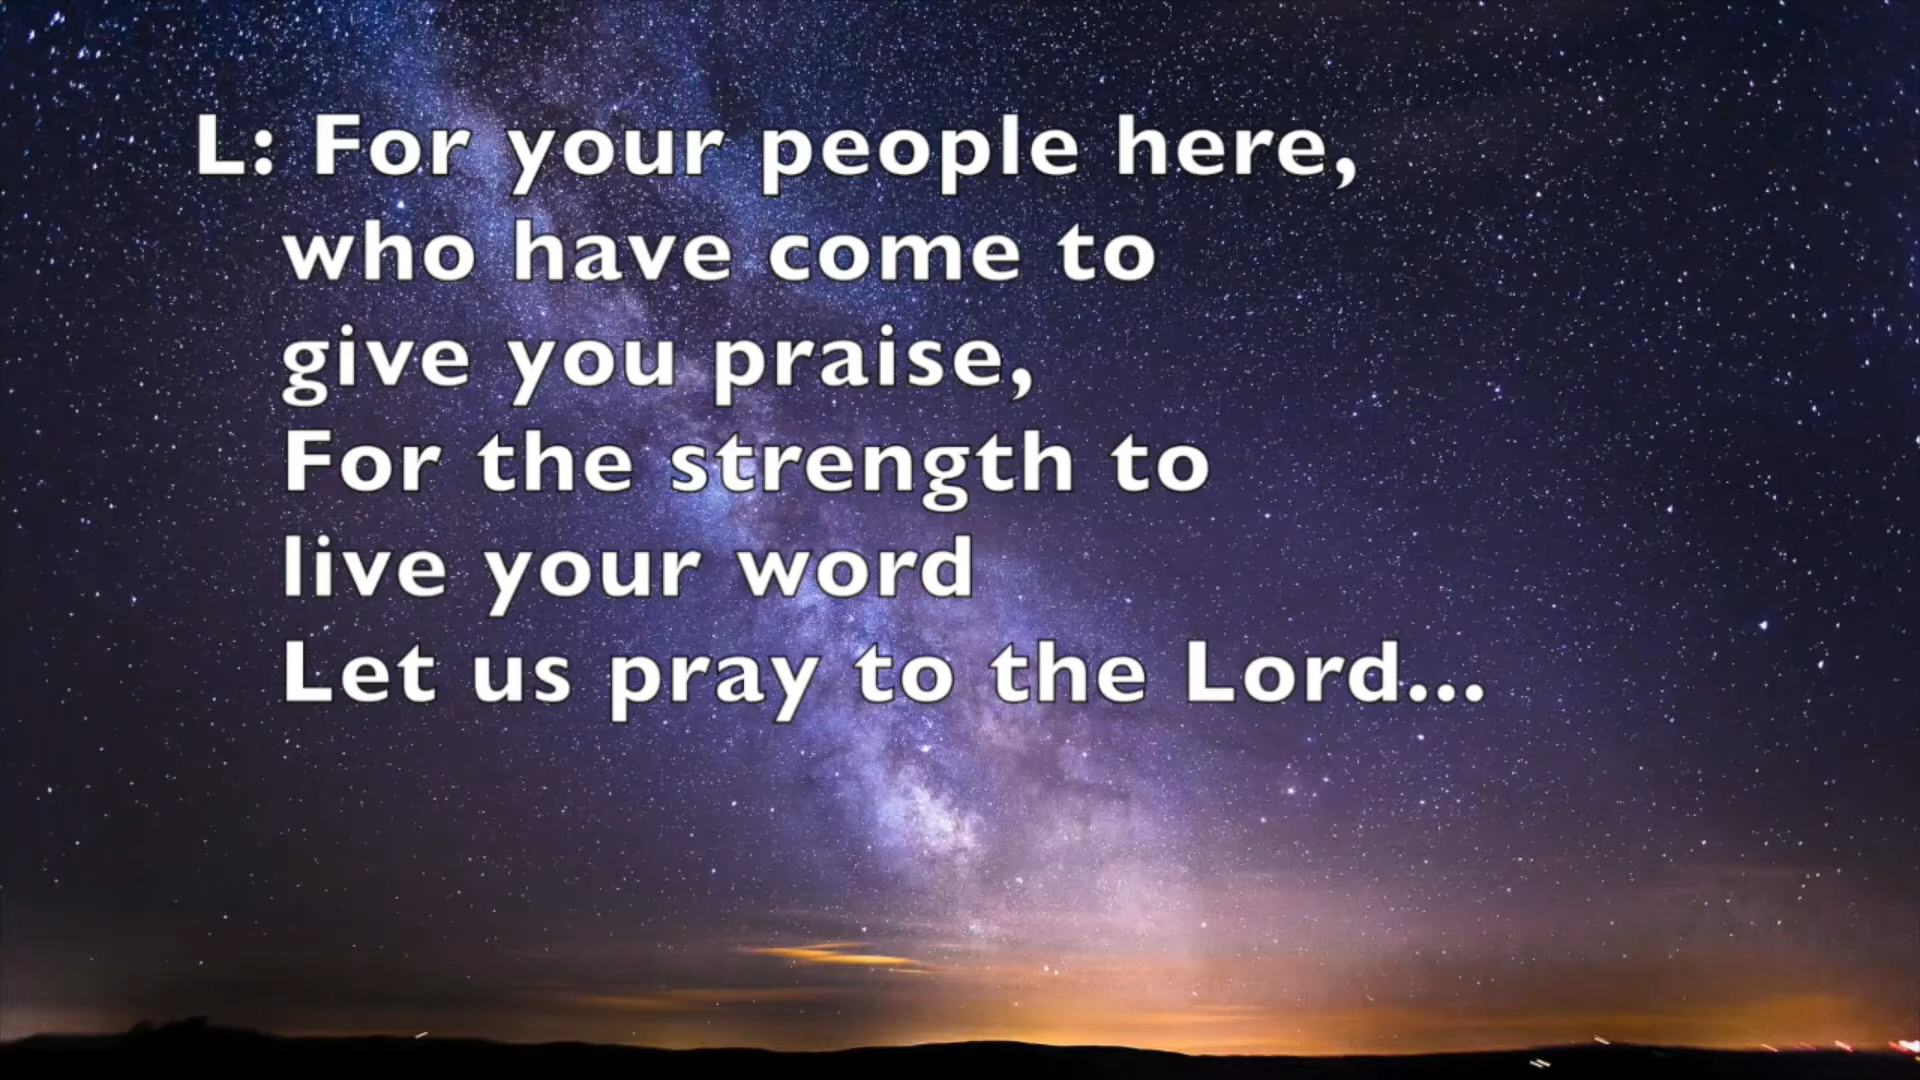 L: For your people here,
who have come to
give you praise,
For the strength to
live your word
Let us pray to the Lord...